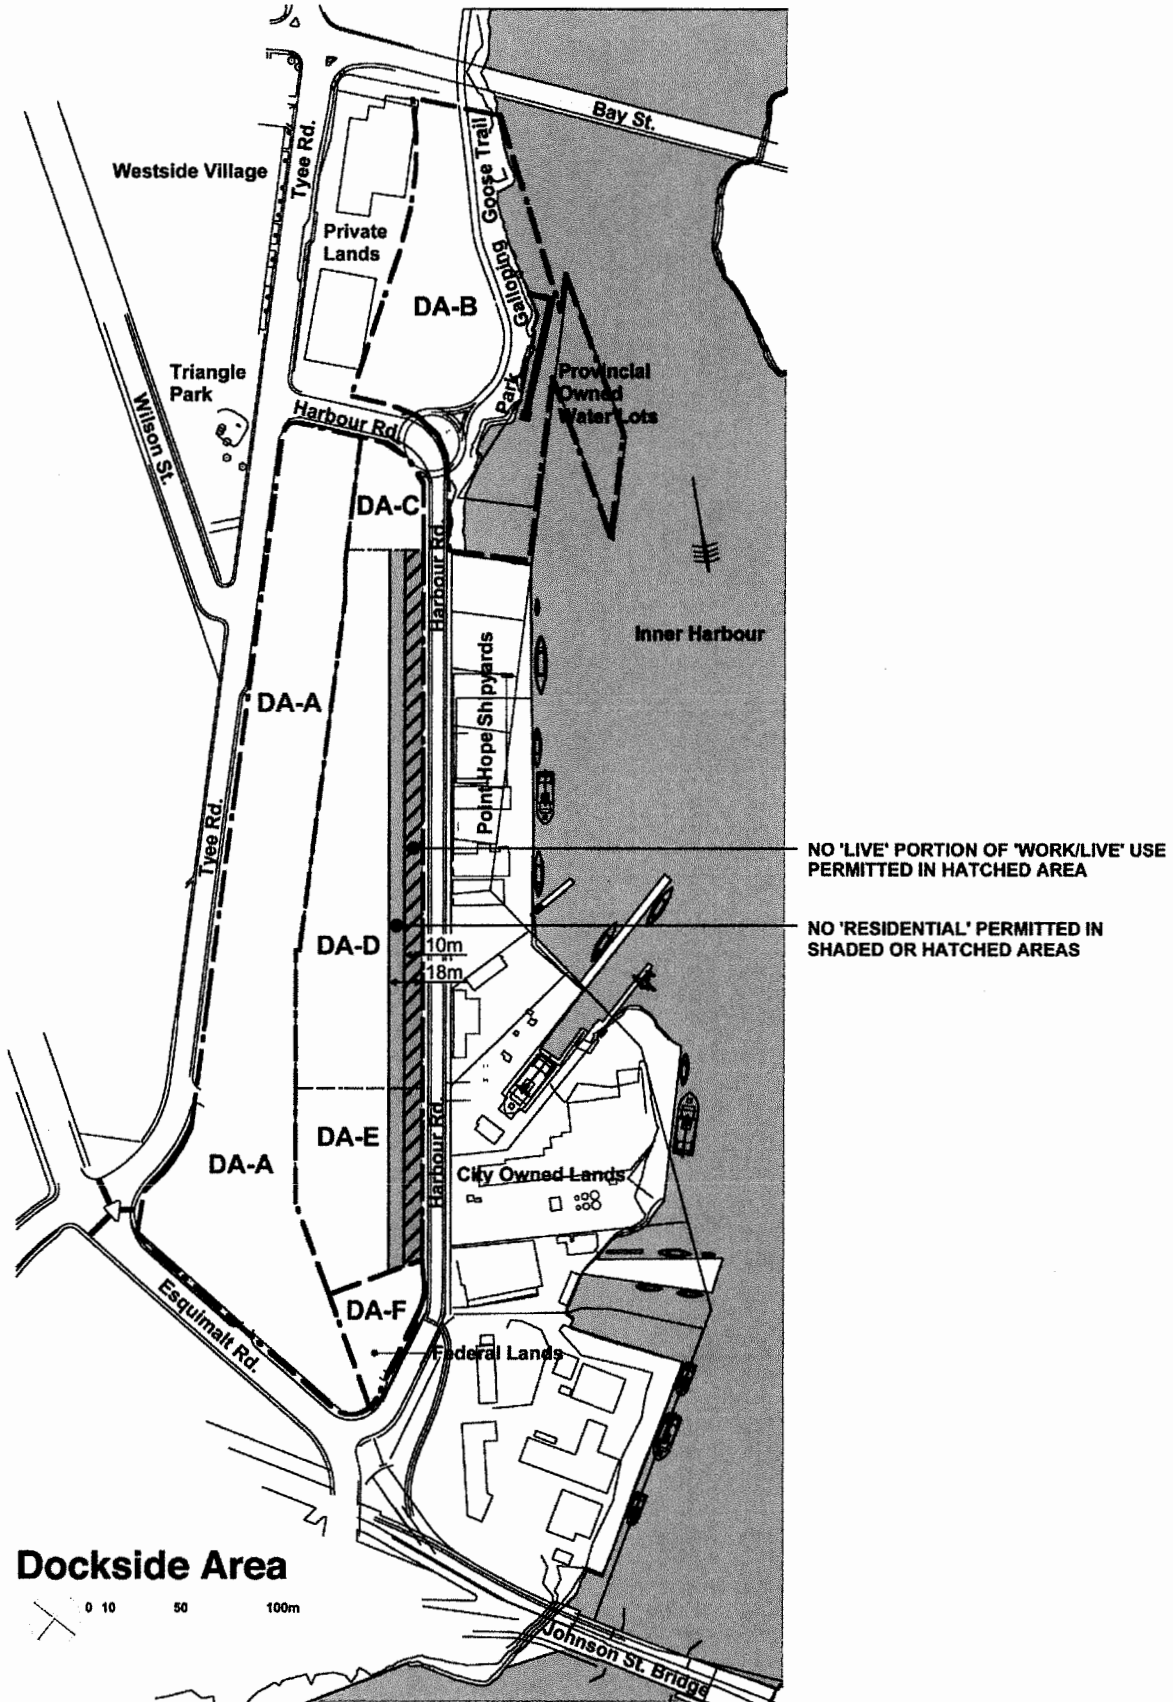 Bay St.
Tyee Rd.
Goose Trail
Westside Village
Private
Lands
Galloping
DA-B
Triangle
Park
Provincial
Owned
Water Lots
Park
Wilson St.
Harbour Rd.
DA-C
Harbour Rd.
Inner Harbour
Point Hope Shipyards
DA-A
Tyee Rd.
NO 'LIVE' PORTION OF 'WORK/LIVE' USE
PERMITTED IN HATCHED AREA
NO 'RESIDENTIAL' PERMITTED IN
SHADED OR HATCHED AREAS
DA-D
10m
18m
DA-E
Harbour Rd.
DA-A
City Owned Lands
DA-F
Esquimalt Rd.
Federal Lands
Dockside Area
0 10 50 100m
Johnson St. Bridge